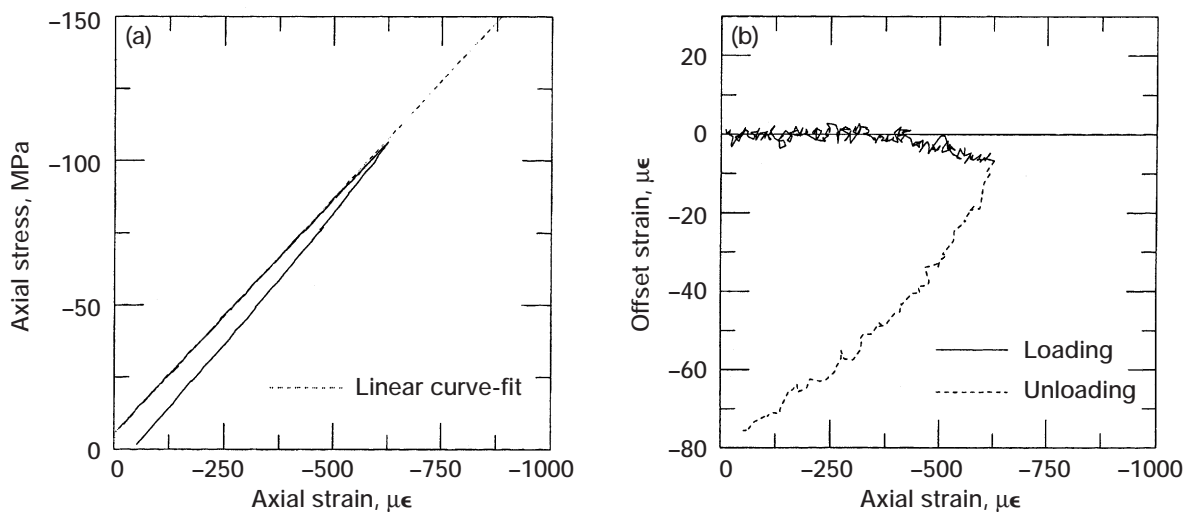 (a)
Axial stress, MPa
–150
–100
–50
0
0 –250 –500 –750 –1000
Axial strain, μϵ
Linear curve-fit
(b)
Offset strain, μϵ
20
0
–20
–40
–60
–80
0 –250 –500 –750 –1000
Axial strain, μϵ
Loading
Unloading